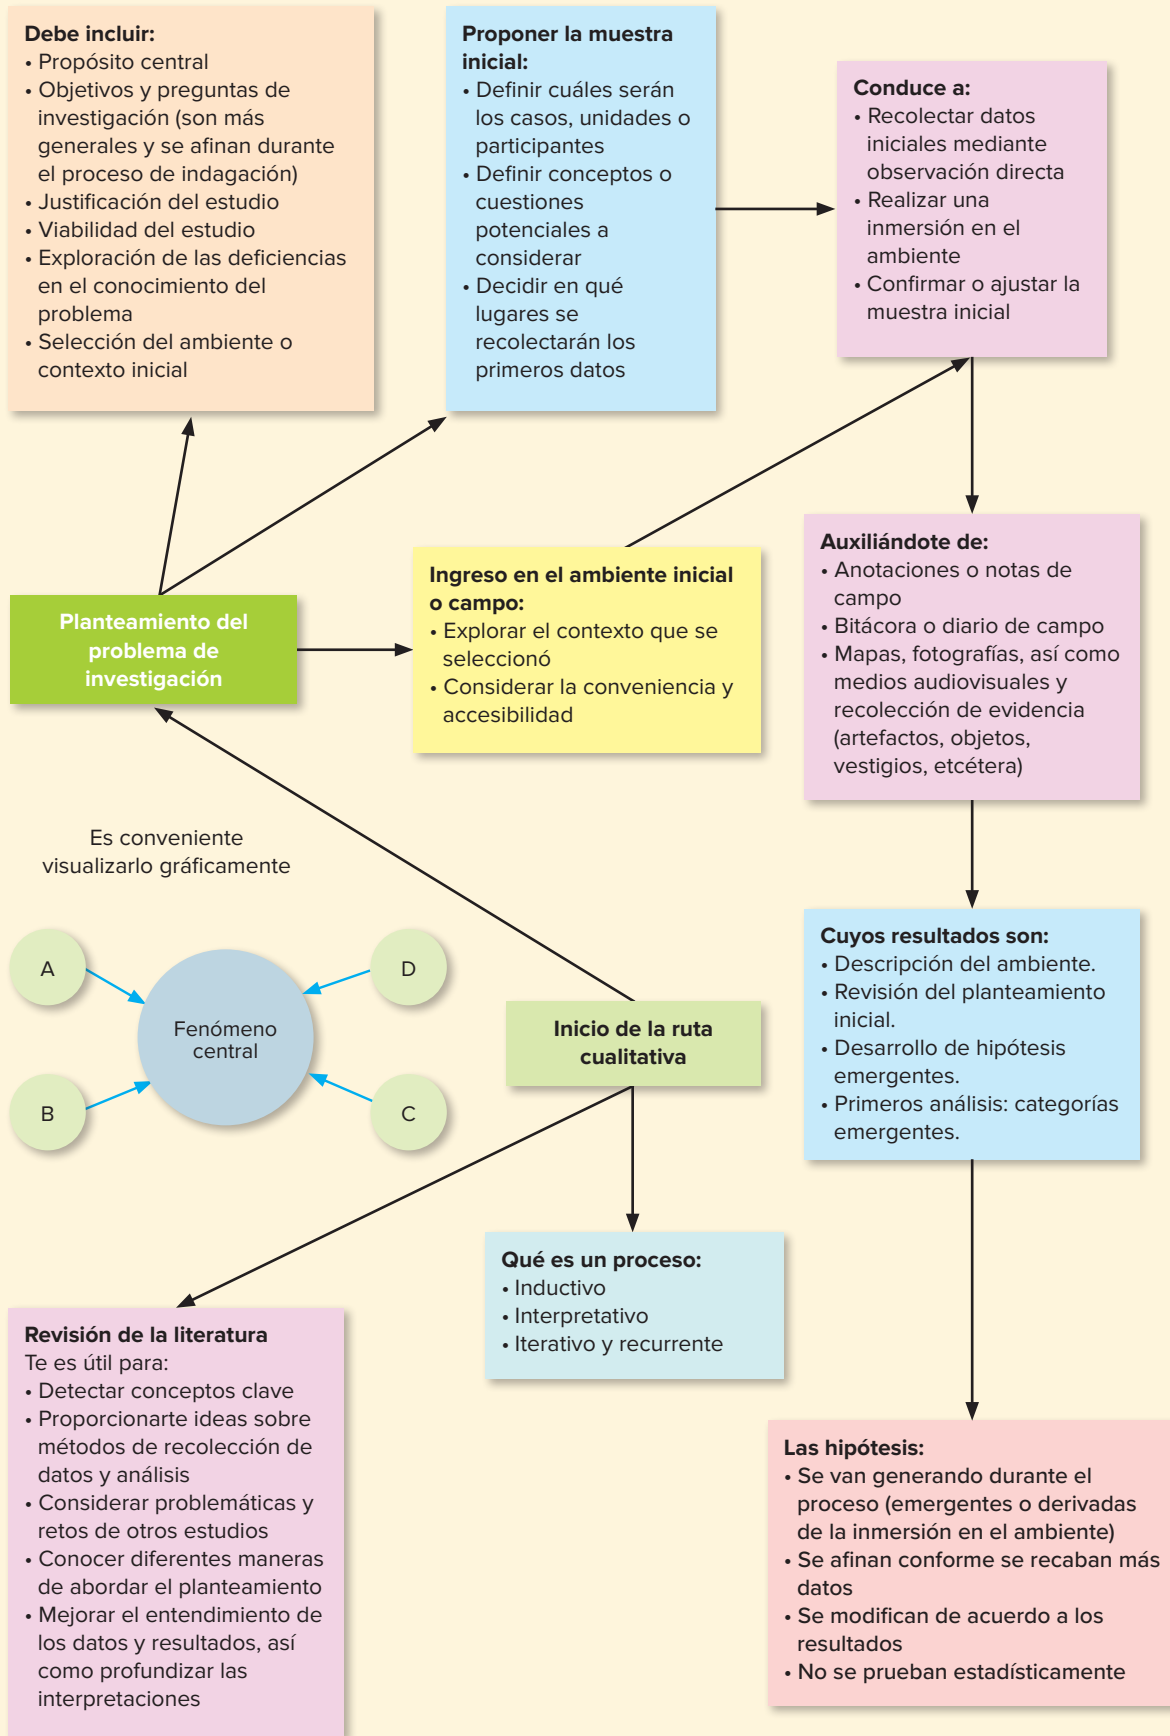 Debe incluir:
• Propósito central
• Objetivos y preguntas de
investigación (son más
generales y se afinan durante
el proceso de indagación)
• Justificación del estudio
• Viabilidad del estudio
• Exploración de las deficiencias
en el conocimiento del
problema
• Selección del ambiente o
contexto inicial
Proponer la muestra
inicial:
• Definir cuáles serán
los casos, unidades o
participantes
• Definir conceptos o
cuestiones
potenciales a
considerar
• Decidir en qué
lugares se
recolectarán los
primeros datos
Conduce a:
• Recolectar datos
iniciales mediante
observación directa
• Realizar una
inmersión en el
ambiente
• Confirmar o ajustar la
muestra inicial
Planteamiento del
problema de
investigación
Ingreso en el ambiente inicial
o campo:
• Explorar el contexto que se
seleccionó
• Considerar la conveniencia y
accesibilidad
Auxiliándote de:
• Anotaciones o notas de
campo
• Bitácora o diario de campo
• Mapas, fotografías, así como
medios audiovisuales y
recolección de evidencia
(artefactos, objetos,
vestigios, etcétera)
Es conveniente
visualizarlo gráficamente
A
D
Fenómeno
central
B
C
Inicio de la ruta
cualitativa
Cuyos resultados son:
• Descripción del ambiente.
• Revisión del planteamiento
inicial.
• Desarrollo de hipótesis
emergentes.
• Primeros análisis: categorías
emergentes.
Qué es un proceso:
• Inductivo
• Interpretativo
• Iterativo y recurrente
Revisión de la literatura
Te es útil para:
• Detectar conceptos clave
• Proporcionarte ideas sobre
métodos de recolección de
datos y análisis
• Considerar problemáticas y
retos de otros estudios
• Conocer diferentes maneras
de abordar el planteamiento
• Mejorar el entendimiento de
los datos y resultados, así
como profundizar las
interpretaciones
Las hipótesis:
• Se van generando durante el
proceso (emergentes o derivadas
de la inmersión en el ambiente)
• Se afinan conforme se recaban más
datos
• Se modifican de acuerdo a los
resultados
• No se prueban estadísticamente